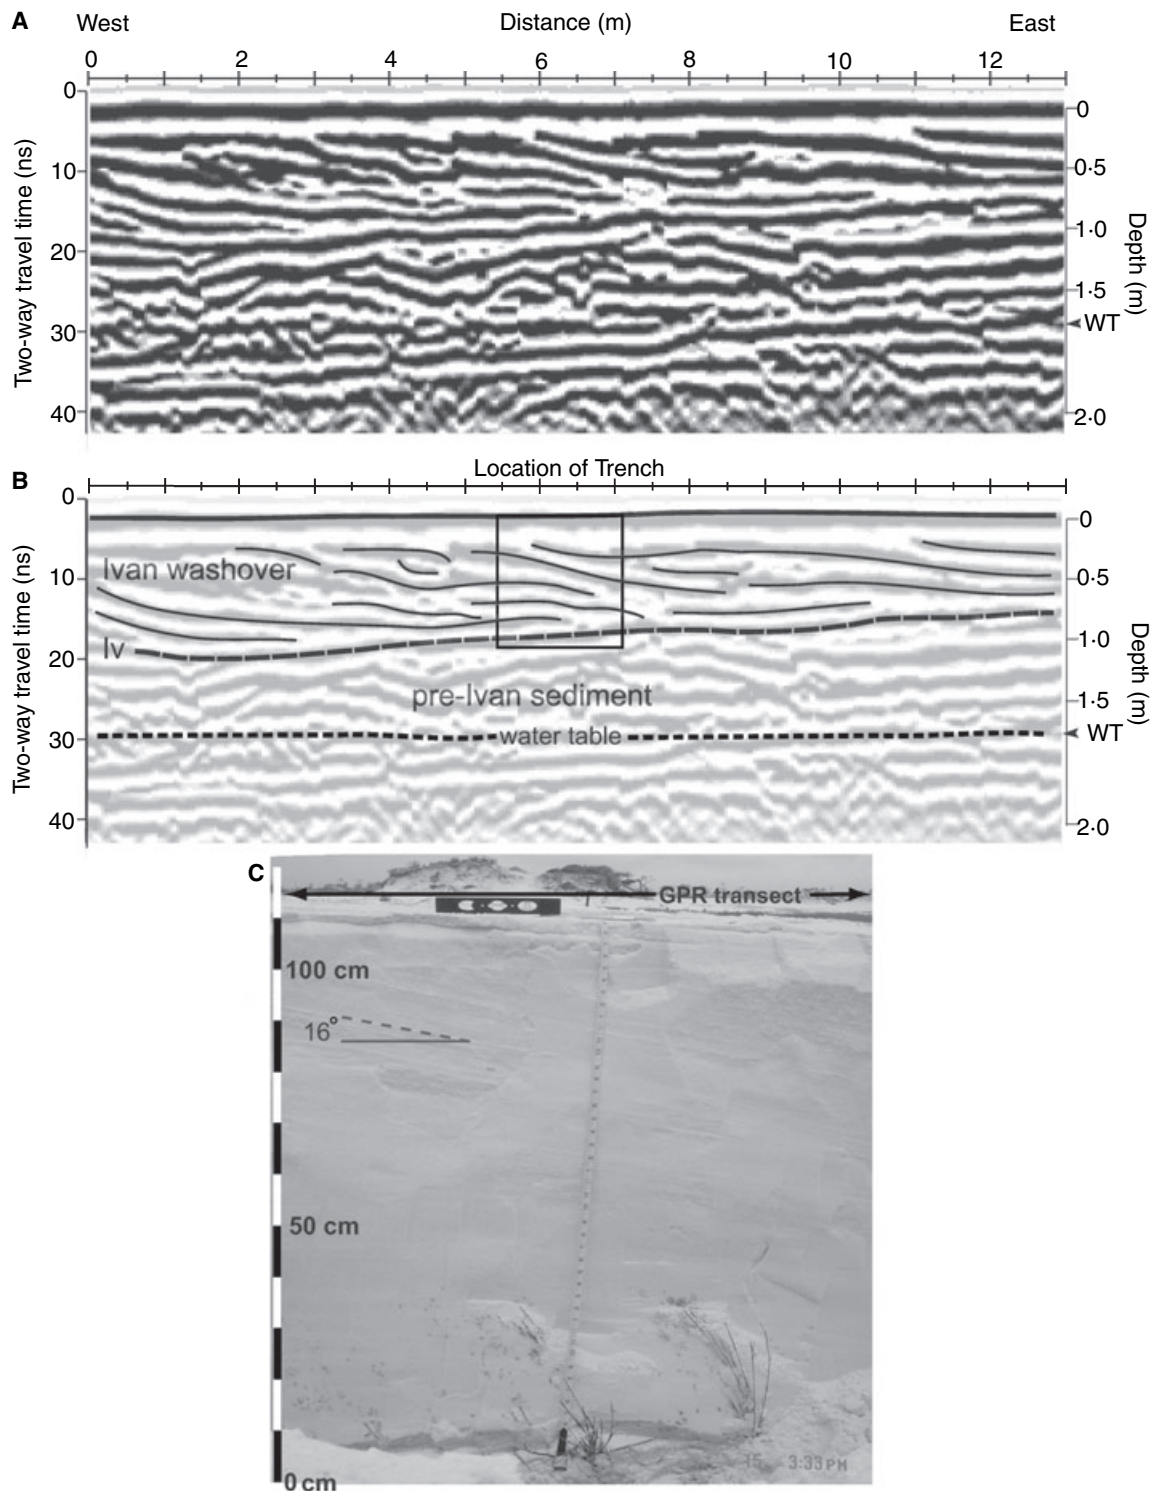 A
West
Distance (m)
East
0 2 4 6 8 10 12
Two-way travel time (ns)
0
10
20
30
40
0
0·5
1·0
1·5
WT
2·0
Depth (m)
B
Location of Trench
Two-way travel time (ns)
0
10
20
30
40
Ivan washover
Iv
pre-Ivan sediment
water table
0
0·5
1·0
1·5
WT
2·0
Depth (m)
C
GPR transect
100 cm
16°
50 cm
0 cm
15 3:33 PM